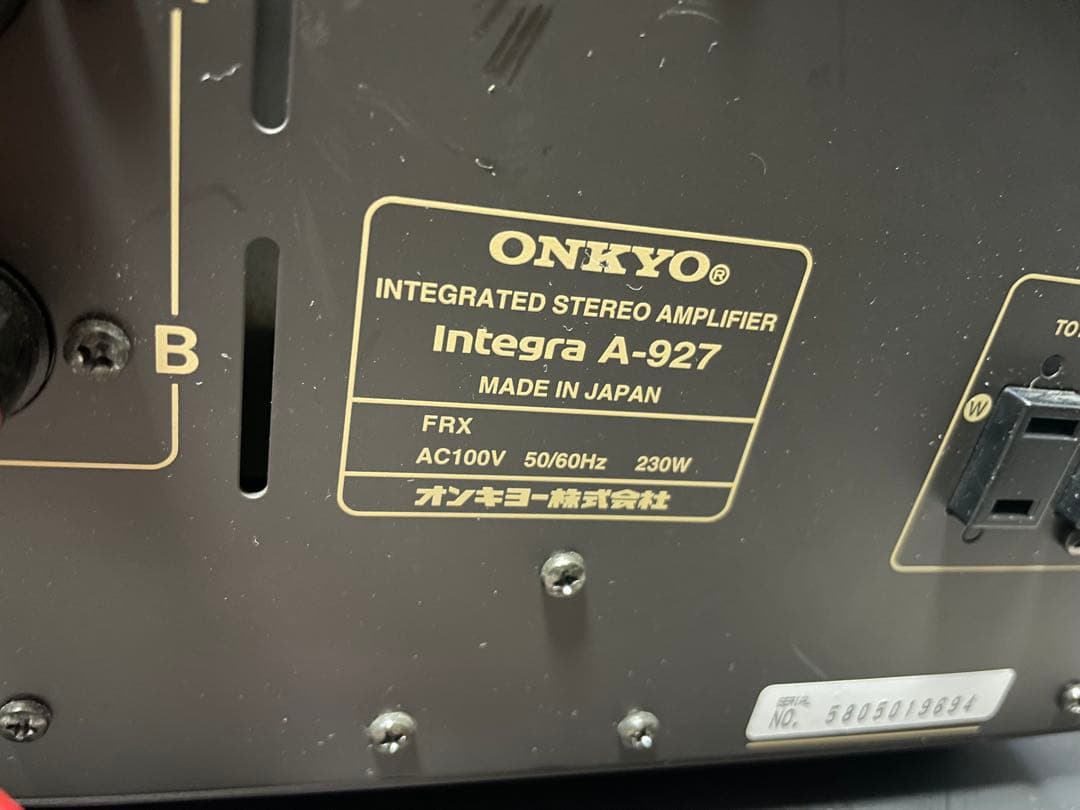 B
ONKYO®
INTEGRATED STEREO AMPLIFIER
Integra A-927
MADE IN JAPAN
FRX
AC100V 50/60Hz 230W
オンキヨー株式会社
W
SERIAL
NO. 5805019694